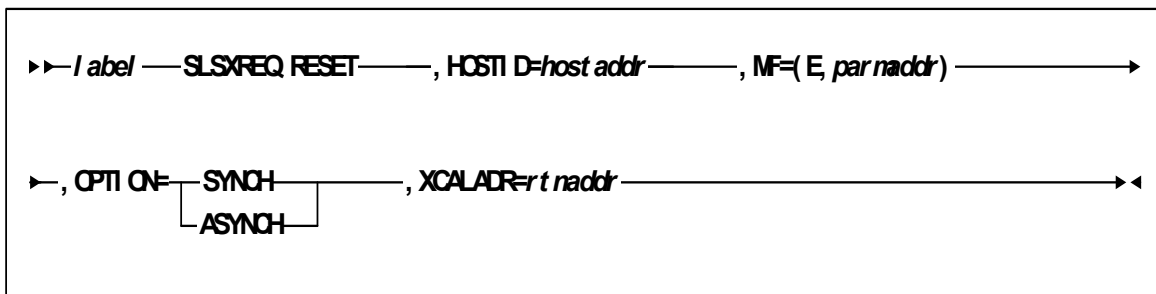 label SLSXREQ RESET , HOSTID=hostaddr , MF=(E, parmaddr)
, OPTION= SYNCH , XCALADR=rtnaddr
ASYNCH